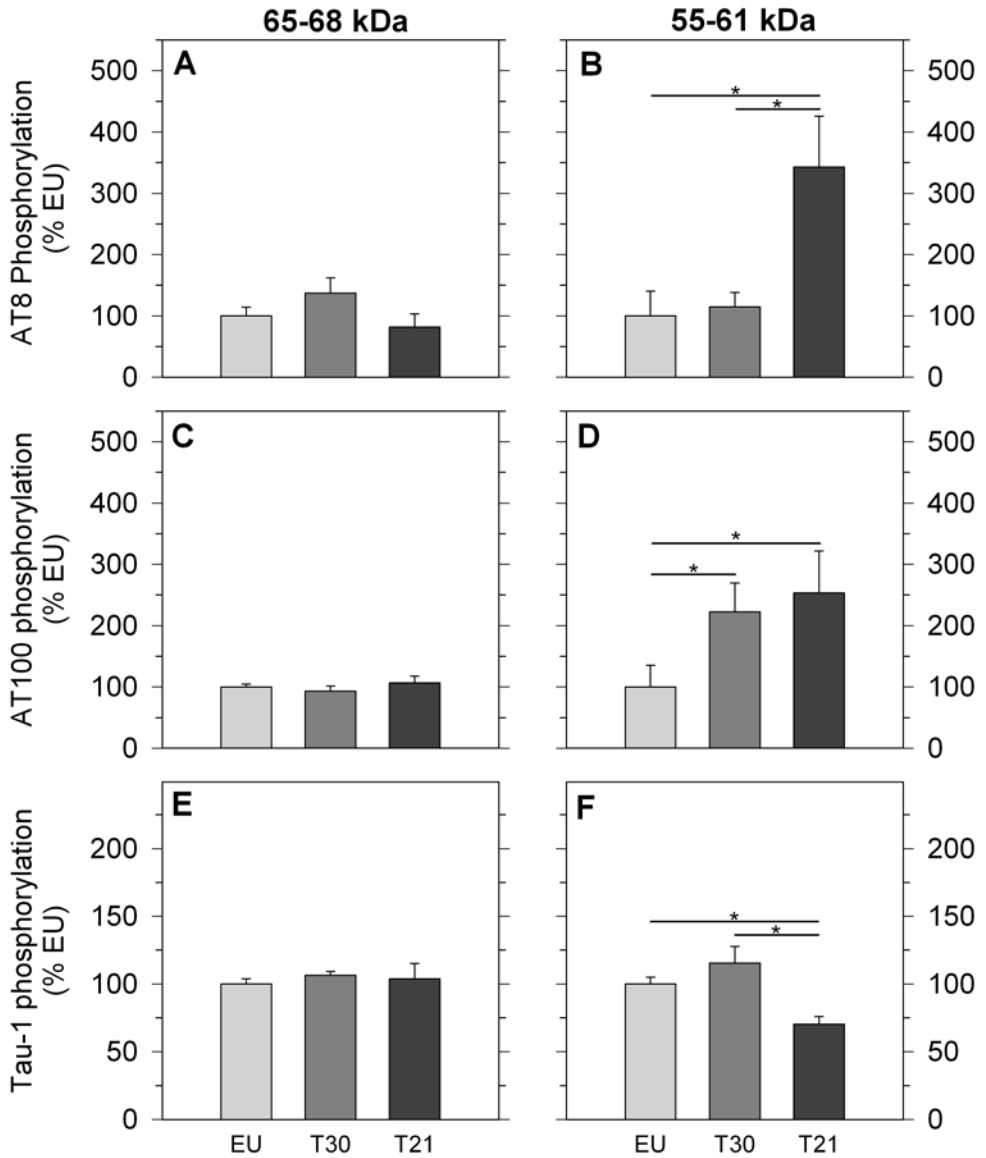 65-68 kDa
55-61 kDa
AT8 Phosphorylation
(% EU)
A
500
400
300
200
100
0
B
*
*
500
400
300
200
100
0
AT100 phosphorylation
(% EU)
C
500
400
300
200
100
0
D
*
*
500
400
300
200
100
0
Tau-1 phosphorylation
(% EU)
E
200
150
100
50
0
F
*
*
200
150
100
50
0
EU T30 T21
EU T30 T21